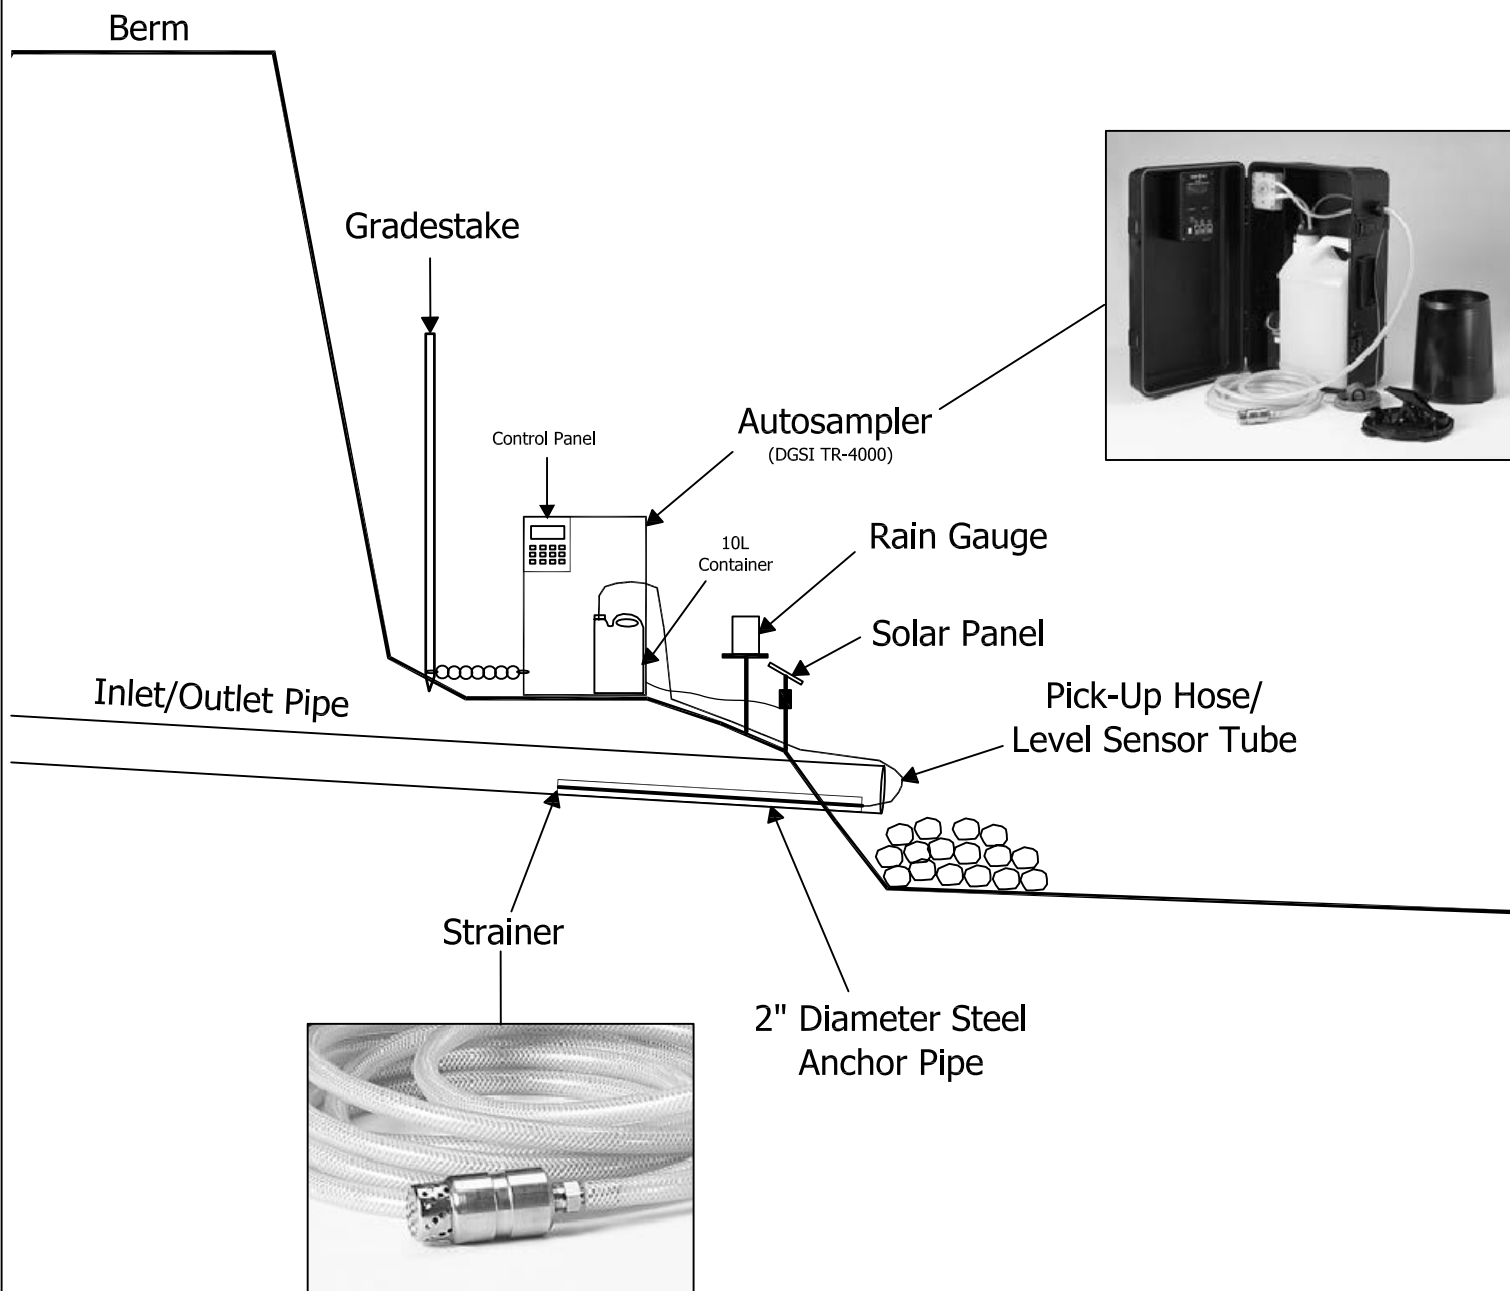 Berm
Gradestake
Control Panel
Autosampler
(DGSI TR-4000)
10L
Container
Rain Gauge
Solar Panel
Inlet/Outlet Pipe
Pick-Up Hose/
Level Sensor Tube
Strainer
2" Diameter Steel
Anchor Pipe